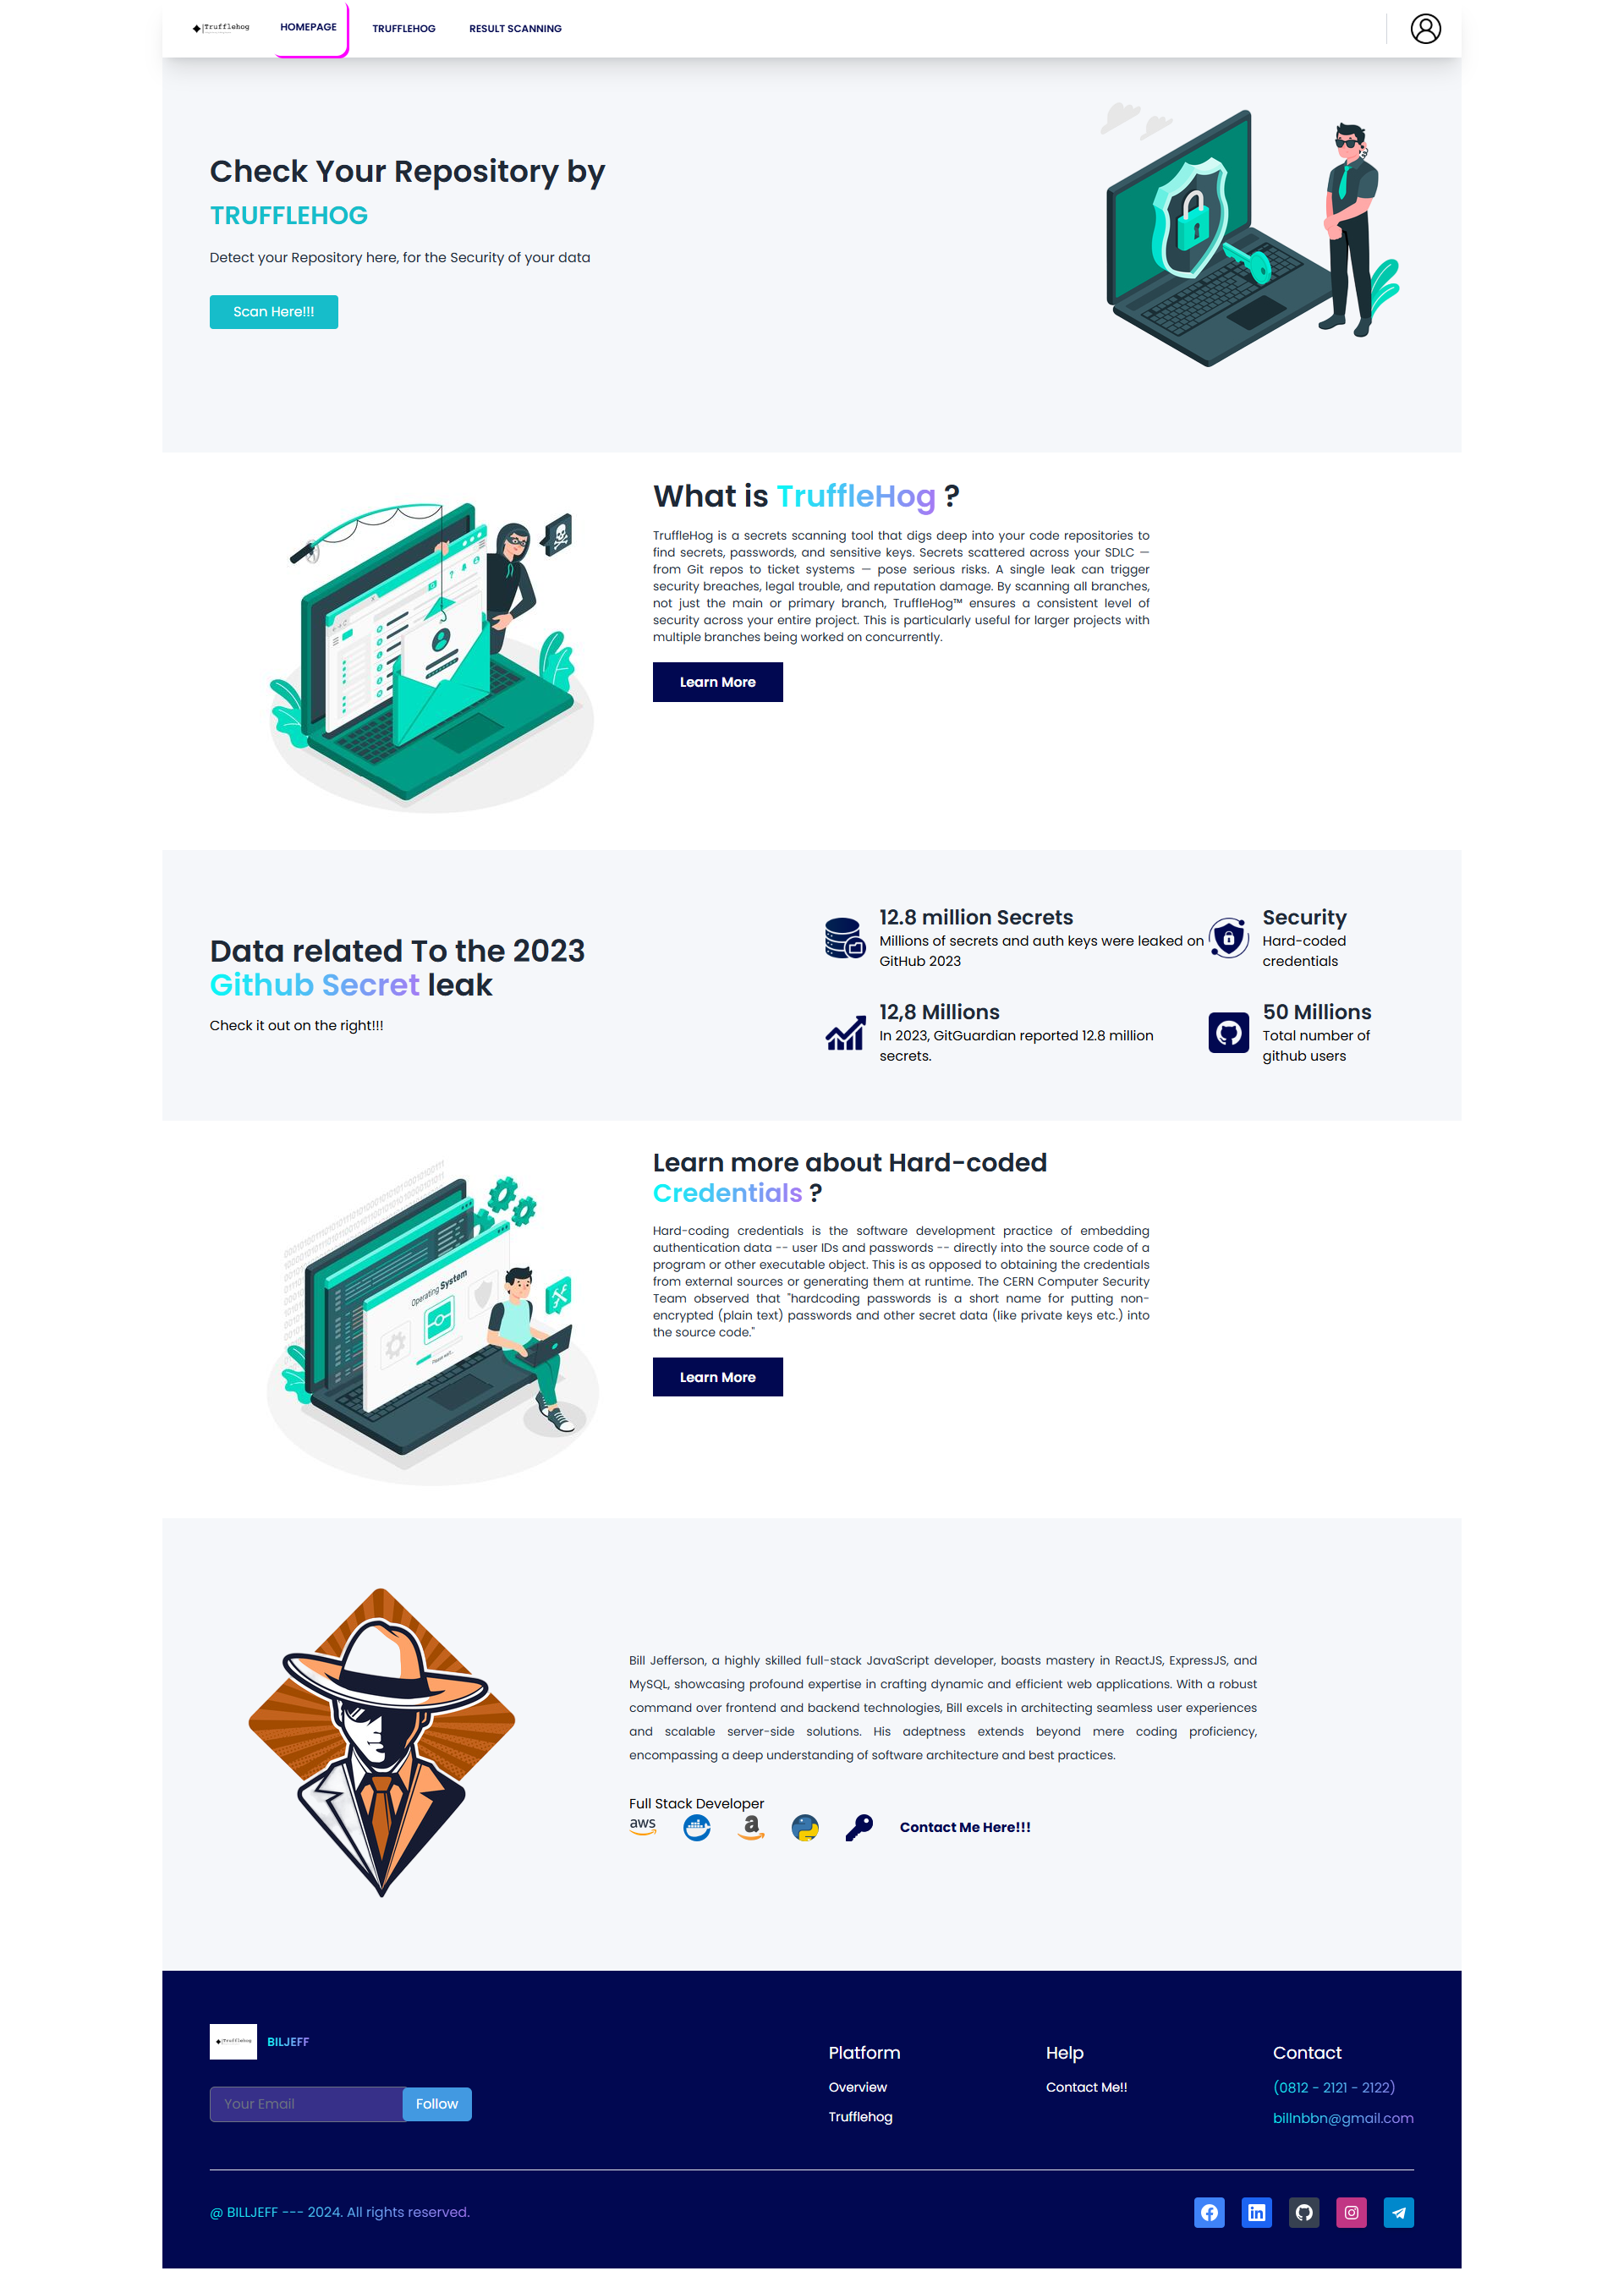 Trufflehog
HOMEPAGE
TRUFFLEHOG
RESULT SCANNING
Check Your Repository by
TRUFFLEHOG
Detect your Repository here, for the Security of your data
Scan Here!!!
What is TruffleHog ?
TruffleHog is a secrets scanning tool that digs deep into your code repositories to
find secrets, passwords, and sensitive keys. Secrets scattered across your SDLC —
from Git repos to ticket systems — pose serious risks. A single leak can trigger
security breaches, legal trouble, and reputation damage. By scanning all branches,
not just the main or primary branch, TruffleHog™ ensures a consistent level of
security across your entire project. This is particularly useful for larger projects with
multiple branches being worked on concurrently.
Learn More
Data related To the 2023
Github Secret leak
Check it out on the right!!!
12.8 million Secrets
Millions of secrets and auth keys were leaked on
GitHub 2023
Security
Hard-coded
credentials
12,8 Millions
In 2023, GitGuardian reported 12.8 million
secrets.
50 Millions
Total number of
github users
Operating System
Please wait...
Learn more about Hard-coded
Credentials ?
Hard-coding credentials is the software development practice of embedding
authentication data -- user IDs and passwords -- directly into the source code of a
program or other executable object. This is as opposed to obtaining the credentials
from external sources or generating them at runtime. The CERN Computer Security
Team observed that "hardcoding passwords is a short name for putting non-
encrypted (plain text) passwords and other secret data (like private keys etc.) into
the source code."
Learn More
Bill Jefferson, a highly skilled full-stack JavaScript developer, boasts mastery in ReactJS, ExpressJS, and
MySQL, showcasing profound expertise in crafting dynamic and efficient web applications. With a robust
command over frontend and backend technologies, Bill excels in architecting seamless user experiences
and scalable server-side solutions. His adeptness extends beyond mere coding proficiency,
encompassing a deep understanding of software architecture and best practices.
Full Stack Developer
aws
a
Contact Me Here!!!
Trufflehog
BILJEFF
Your Email
Follow
Platform
Overview
Trufflehog
Help
Contact Me!!
Contact
(0812 - 2121 - 2122)
billnbbn@gmail.com
@ BILLJEFF --- 2024. All rights reserved.